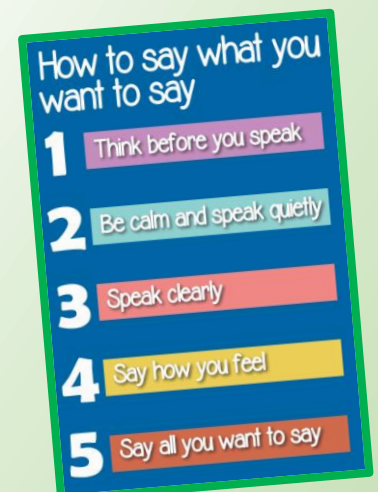 How to say what you
want to say
1 Think before you speak
2 Be calm and speak quietly
3 Speak clearly
4 Say how you feel
5 Say all you want to say